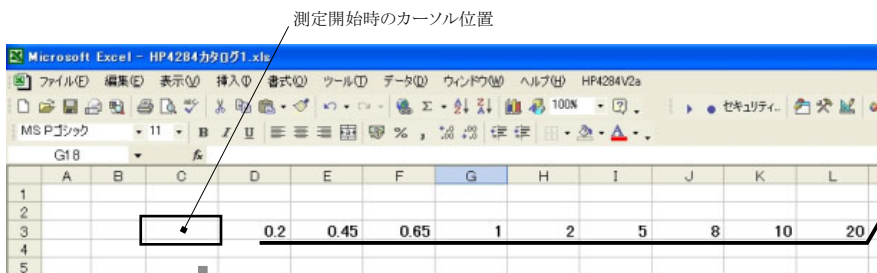 測定開始時のカーソル位置
Microsoft Excel - HP4284カタログ1.xls
ファイル(F) 編集(E) 表示(V) 挿入(I) 書式(O) ツール(T) データ(D) ウィンドウ(W) ヘルプ(H) HP4284V2a
100% セキュリティ...
MS Pゴシック 11 B I U
G18 fx
A B C D E F G H I J K L
1
2
3 0.2 0.45 0.65 1 2 5 8 10 20
4
5